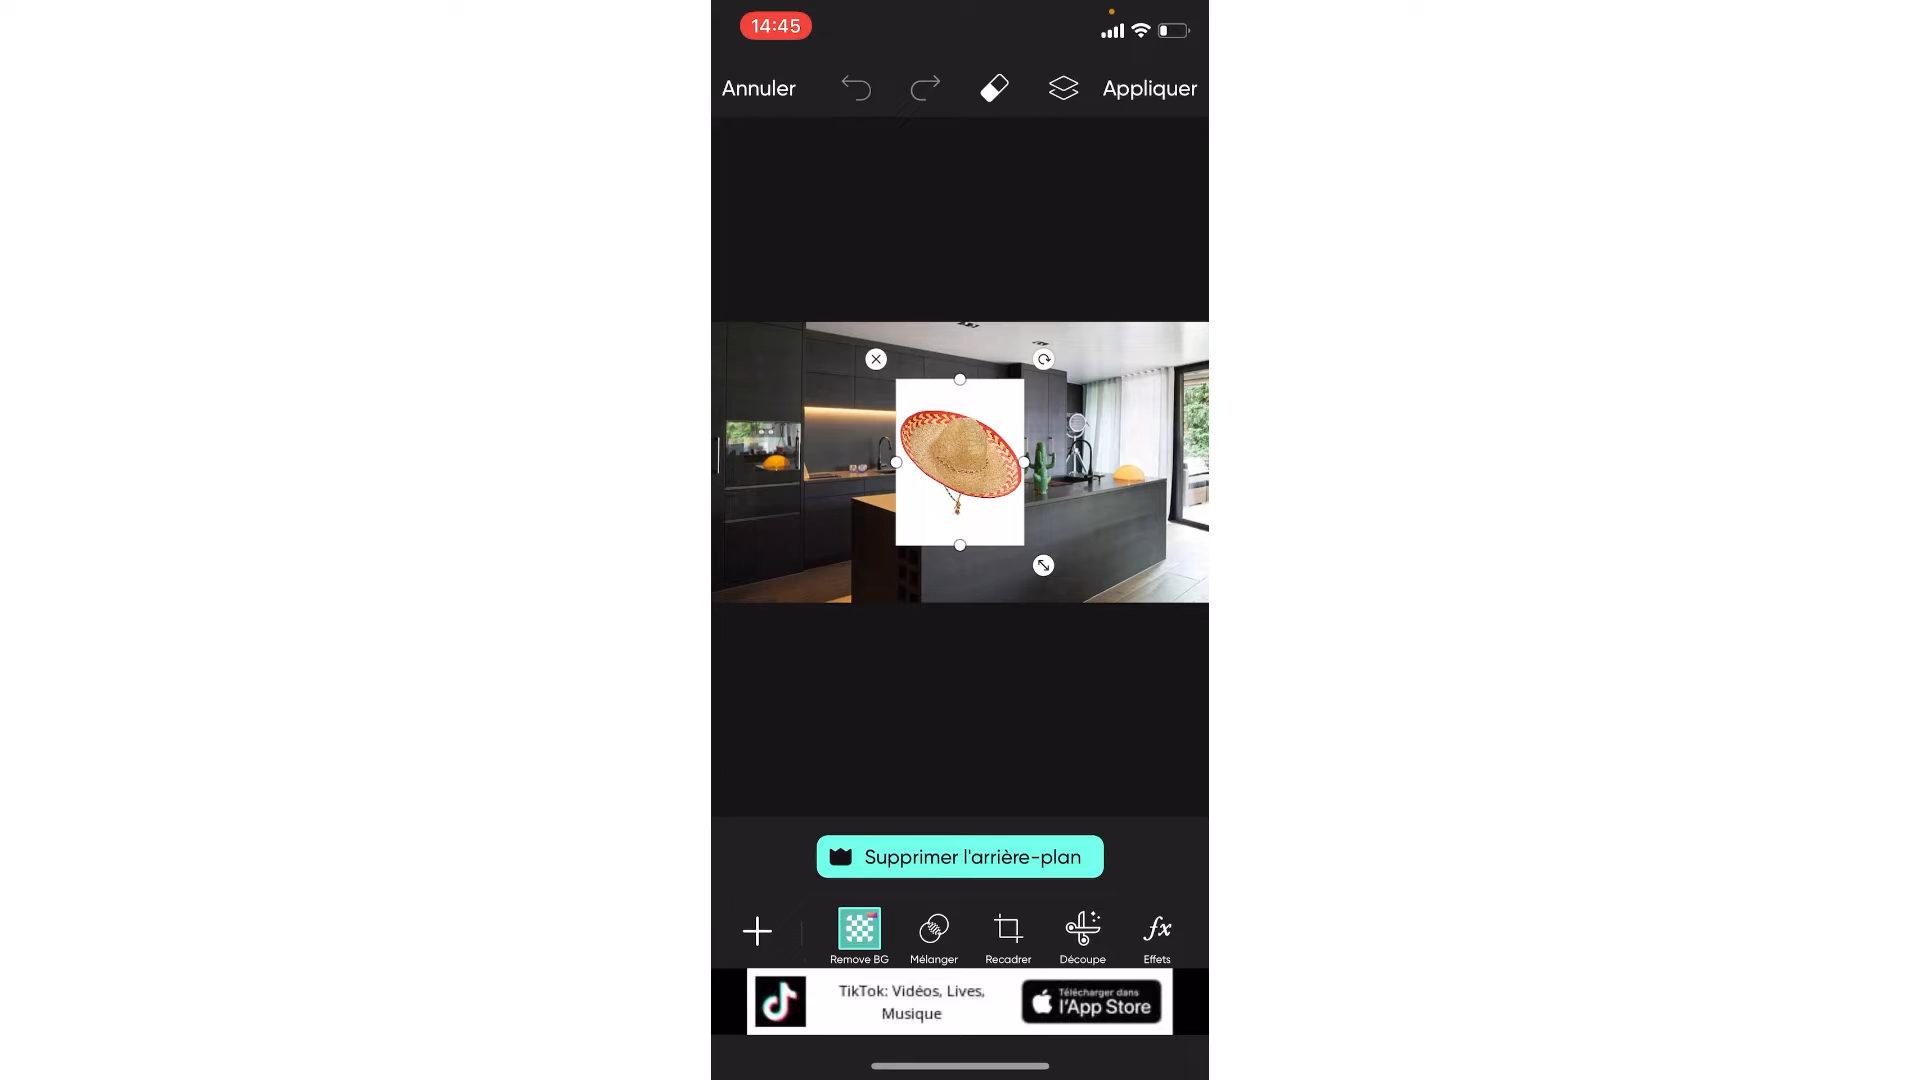 14:45
Annuler
Appliquer
Supprimer l'arrière-plan
Remove BG
Mélanger
Recadrer
Découpe
fx
Effets
TikTok: Vidéos, Lives,
Musique
Télécharger dans
l'App Store